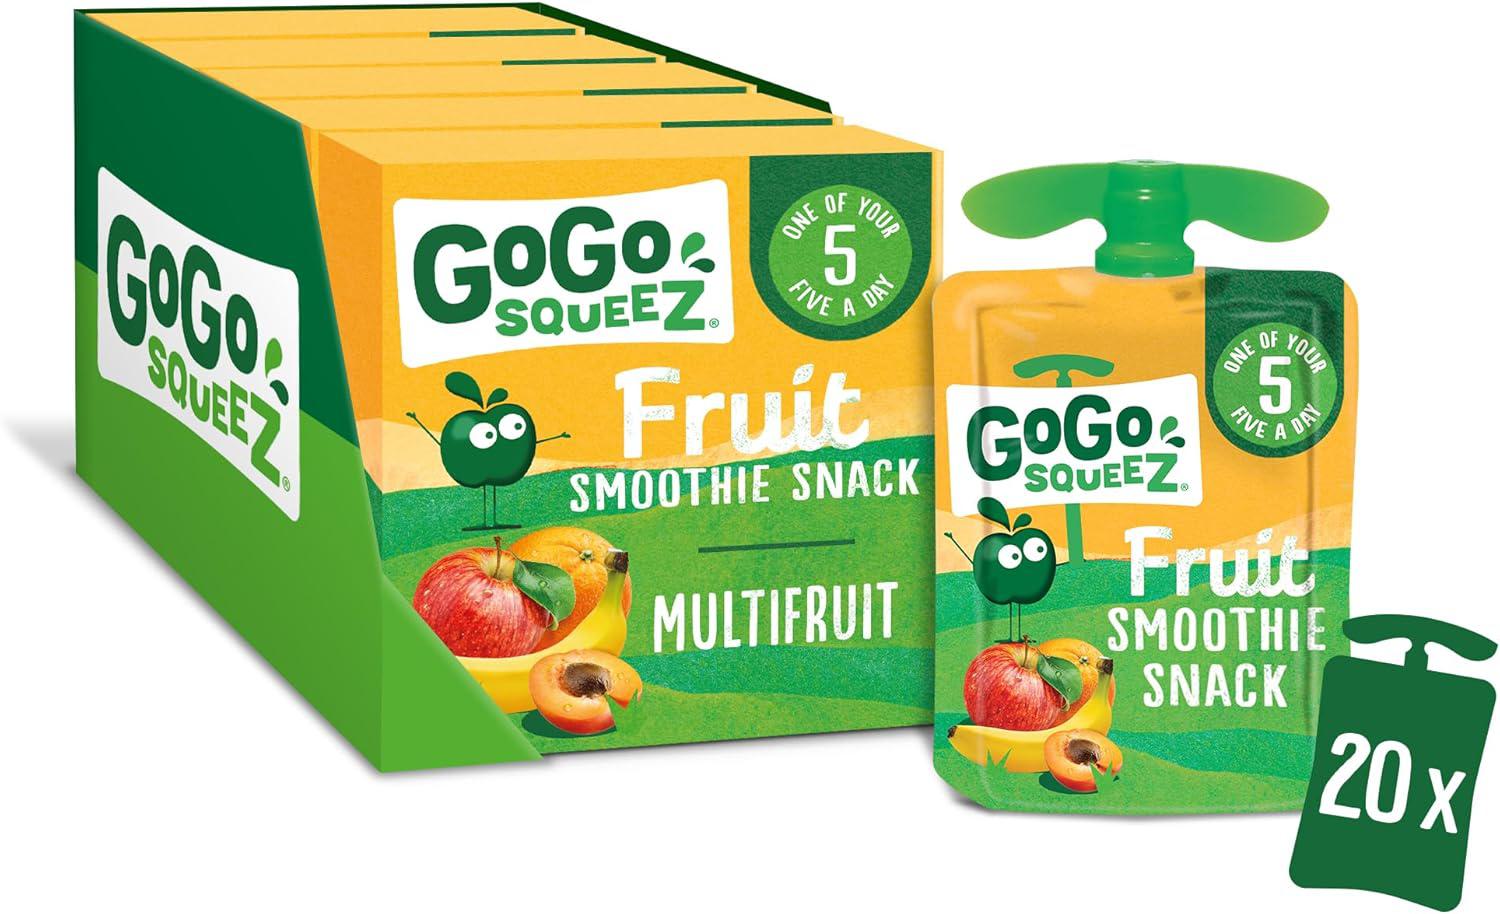 GoGo
SQUEEZ®
GoGo
SQUEEZ®
ONE OF YOUR
5
FIVE A DAY
Fruit
SMOOTHIE SNACK
MULTIFRUIT
ONE OF YOUR
5
FIVE A DAY
GoGo
SQUEEZ®
Fruit
SMOOTHIE
SNACK
20 x